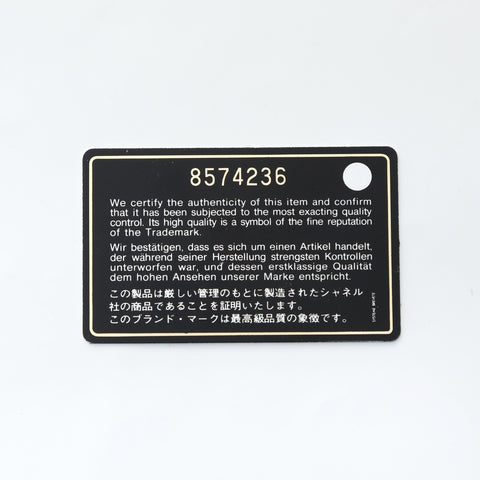 8574236
We certify the authenticity of this item and confirm
that it has been subjected to the most exacting quality
control. Its high quality is a symbol of the fine reputation
of the Trademark.
Wir bestätigen, dass es sich um einen Artikel handelt,
der während seiner Herstellung strengsten Kontrollen
unterworfen war, und dessen erstklassige Qualität
dem hohen Ansehen unserer Marke entspricht.
この製品は厳しい管理のもとに製造されたシャネル
社の商品であることを証明いたします。
このブランド・マークは最高級品質の象徴です。